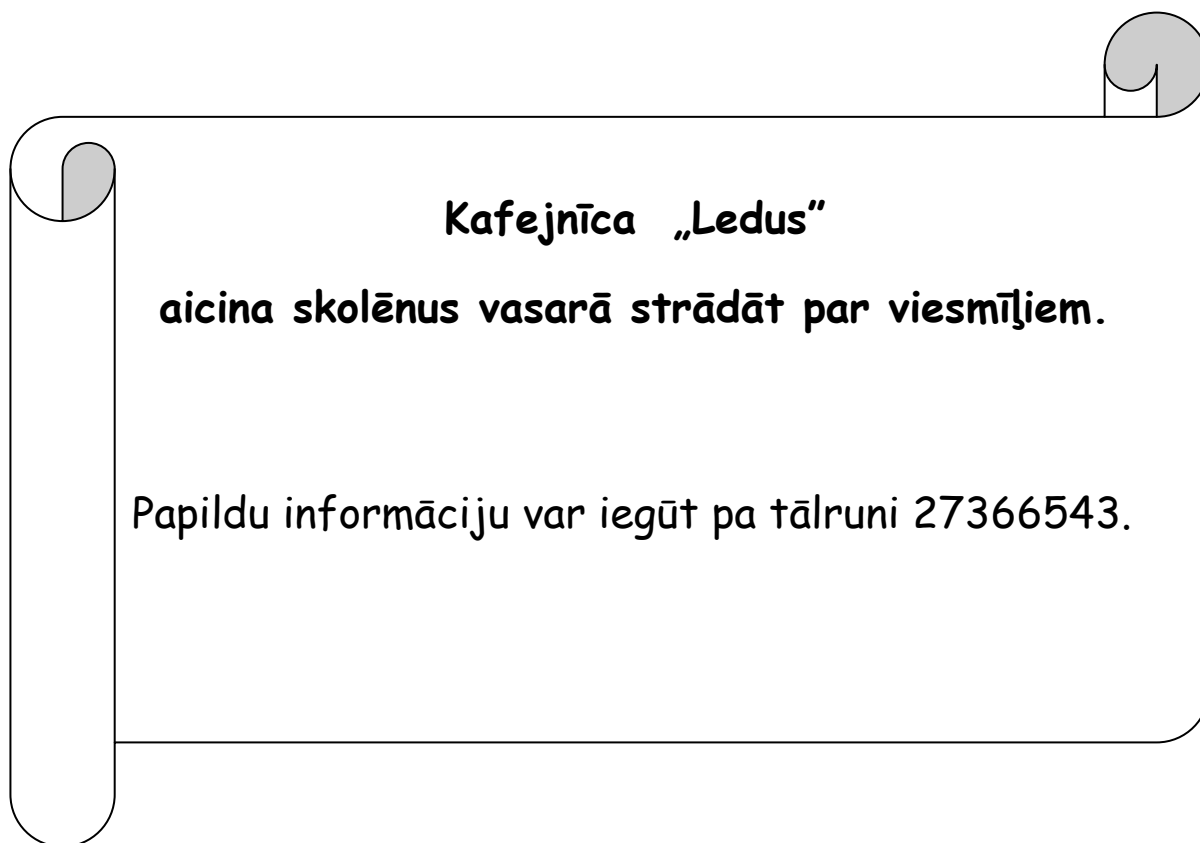 Kafejnīca „Ledus”
aicina skolēnus vasarā strādāt par viesmīļiem.
Papildu informāciju var iegūt pa tālruni 27366543.